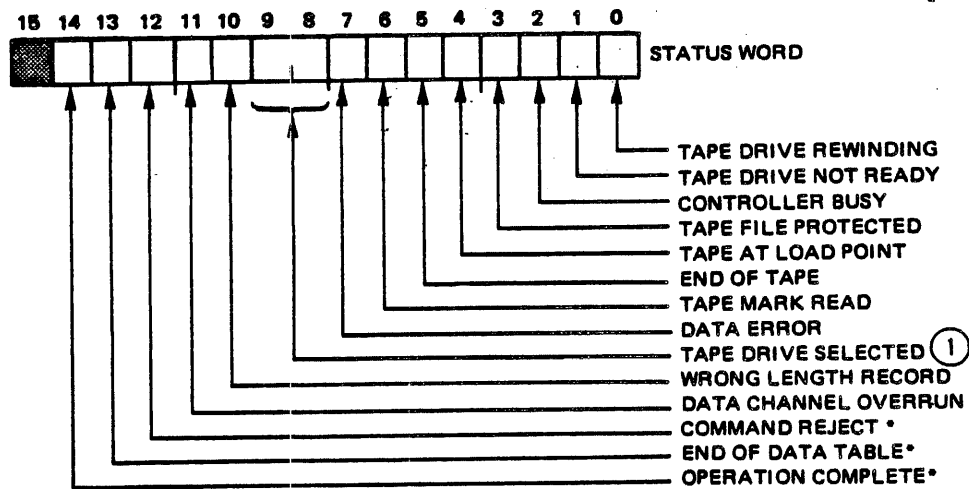 15 14 13 12 11 10 9 8 7 6 5 4 3 2 1 0
STATUS WORD
TAPE DRIVE REWINDING
TAPE DRIVE NOT READY
CONTROLLER BUSY
TAPE FILE PROTECTED
TAPE AT LOAD POINT
END OF TAPE
TAPE MARK READ
DATA ERROR
TAPE DRIVE SELECTED 1
WRONG LENGTH RECORD
DATA CHANNEL OVERRUN
COMMAND REJECT *
END OF DATA TABLE*
OPERATION COMPLETE*